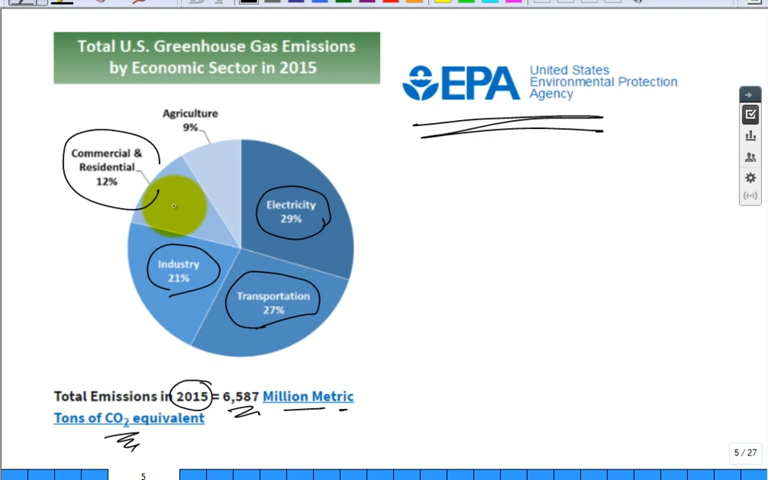 Total U.S. Greenhouse Gas Emissions
by Economic Sector in 2015
EPA
United States
Environmental Protection
Agency
Agriculture
9%
Commercial &
Residential
12%
Electricity
29%
Industry
21%
Transportation
27%
Total Emissions in 2015 = 6,587 Million Metric
Tons of CO₂ equivalent
5 / 27
5